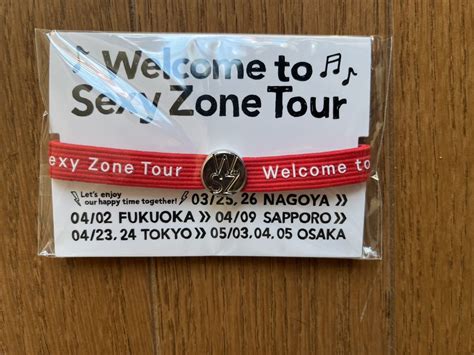 Welcome to
Sexy Zone Tour
exy Zone Tour
W
SZ
Welcome to
Let's enjoy
our happy time together!
03/25, 26 NAGOYA»
04/02 FUKUOKA» 04/09 SAPPORO»
04/23, 24 TOKYO» 05/03, 04, 05 OSAKA